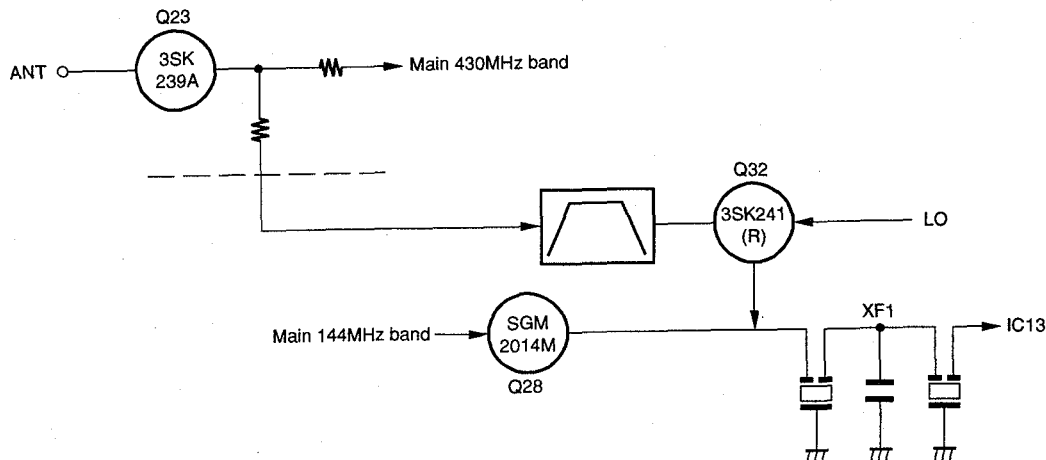 Q23
ANT
3SK
239A
Main 430MHz band
Q32
3SK241
(R)
LO
Main 144MHz band
SGM
2014M
Q28
XF1
IC13